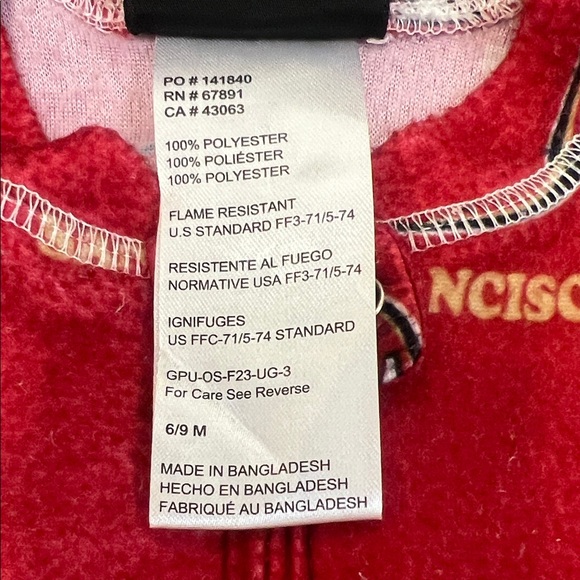 PO # 141840
RN # 67891
CA # 43063
100% POLYESTER
100% POLIÉSTER
100% POLYESTER
FLAME RESISTANT
U.S STANDARD FF3-71/5-74
RESISTENTE AL FUEGO
NORMATIVE USA FF3-71/5-74
IGNIFUGES
US FFC-71/5-74 STANDARD
GPU-OS-F23-UG-3
For Care See Reverse
6/9 M
MADE IN BANGLADESH
HECHO EN BANGLADESH
FABRIQUÉ AU BANGLADESH
NCISC